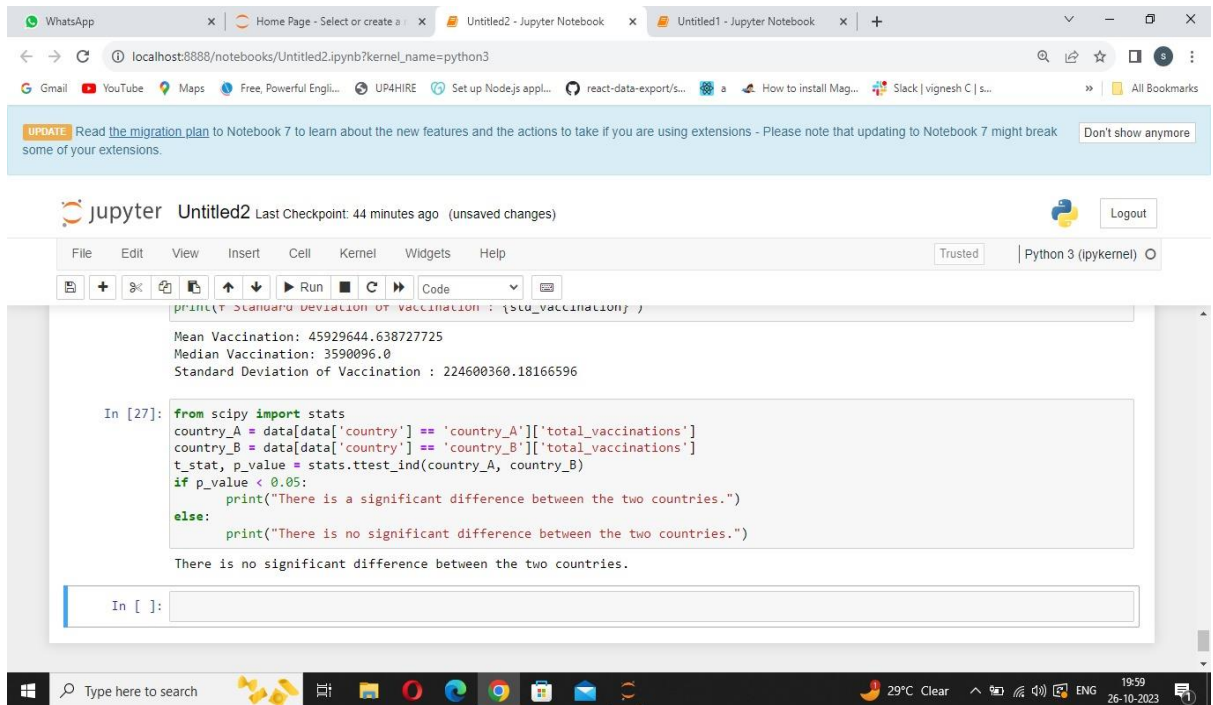 WhatsApp
Home Page - Select or create a
Untitled2 - Jupyter Notebook
Untitled1 - Jupyter Notebook
localhost:8888/notebooks/Untitled2.ipynb?kernel_name=python3
Gmail YouTube Maps Free, Powerful Engli... UP4HIRE Set up Node.js appl... react-data-export/s... a How to install Mag... Slack | vignesh C | s... » All Bookmarks
UPDATE Read the migration plan to Notebook 7 to learn about the new features and the actions to take if you are using extensions - Please note that updating to Notebook 7 might break
some of your extensions.
Don't show anymore
jupyter Untitled2 Last Checkpoint: 44 minutes ago (unsaved changes)
Logout
File Edit View Insert Cell Kernel Widgets Help
Trusted
Python 3 (ipykernel)
Run
Code
print(f"Standard Deviation of Vaccination : {std_vaccination}")
Mean Vaccination: 45929644.638727725
Median Vaccination: 3590096.0
Standard Deviation of Vaccination : 224600360.18166596
In [27]:
from scipy import stats
country_A = data[data['country'] == 'country_A']['total_vaccinations']
country_B = data[data['country'] == 'country_B']['total_vaccinations']
t_stat, p_value = stats.ttest_ind(country_A, country_B)
if p_value < 0.05:
print("There is a significant difference between the two countries.")
else:
print("There is no significant difference between the two countries.")
There is no significant difference between the two countries.
In [ ]:
Type here to search
29°C Clear
ENG
19:59
26-10-2023